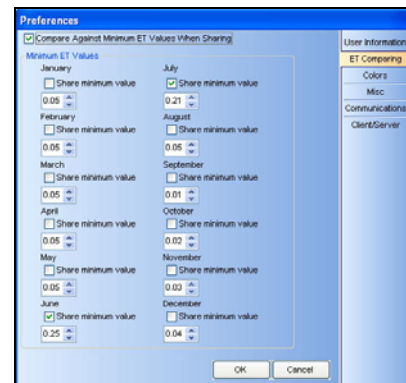 Preferences
Compare Against Minimum ET Values When Sharing
Minimum ET Values
January
Share minimum value
0.05
February
Share minimum value
0.05
March
Share minimum value
0.05
April
Share minimum value
0.05
May
Share minimum value
0.05
June
Share minimum value
0.25
July
Share minimum value
0.21
August
Share minimum value
0.05
September
Share minimum value
0.01
October
Share minimum value
0.02
November
Share minimum value
0.03
December
Share minimum value
0.04
User Information
ET Comparing
Colors
Misc
Communications
Client/Server
OK
Cancel